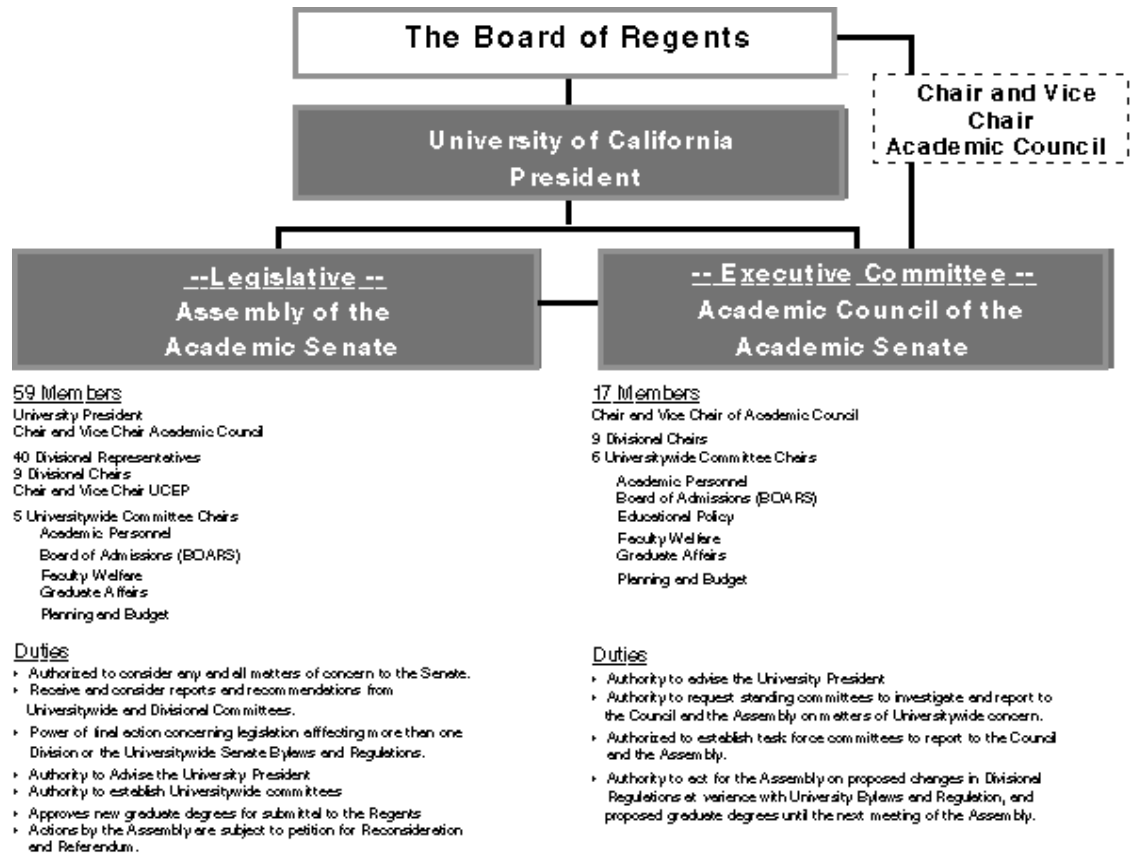 The Board of Regents
Chair and Vice
Chair
Academic Council
University of California
President
--Legislative --
Assembly of the
Academic Senate
-- Executive Committee --
Academic Council of the
Academic Senate
59 Members
University President
Chair and Vice Chair Academic Council
40 Divisional Representatives
9 Divisional Chairs
Chair and Vice Chair UCEP
5 Universitywide Committee Chairs
Academic Personnel
Board of Admissions (BOARS)
Faculty Welfare
Graduate Affairs
Planning and Budget
Duties
‣ Authorized to consider any and all matters of concern to the Senate.
‣ Receive and consider reports and recommendations from
Universitywide and Divisional Committees.
‣ Power of final action concerning legislation afffecting more than one
Division or the Universitywide Senate Bylaws and Regulations.
‣ Authority to Advise the University President
‣ Authority to establish Universitywide committees
‣ Approves new graduate degrees for submittal to the Regents
‣ Actions by the Assembly are subject to petition for Reconsideration
and Referendum.
17 Members
Chair and Vice Chair of Academic Council
9 Divisional Chairs
6 Universitywide Committee Chairs
Academic Personnel
Board of Admissions (BOARS)
Educational Policy
Faculty Welfare
Graduate Affairs
Planning and Budget
Duties
‣ Authority to advise the University President
‣ Authority to request standing committees to investigate and report to
the Council and the Assembly on matters of Universitywide concern.
‣ Authorized to establish task force committees to report to the Council
and the Assembly.
‣ Authority to act for the Assembly on proposed changes in Divisional
Regulations at varience with University Bylaws and Regulation, and
proposed graduate degrees until the next meeting of the Assembly.